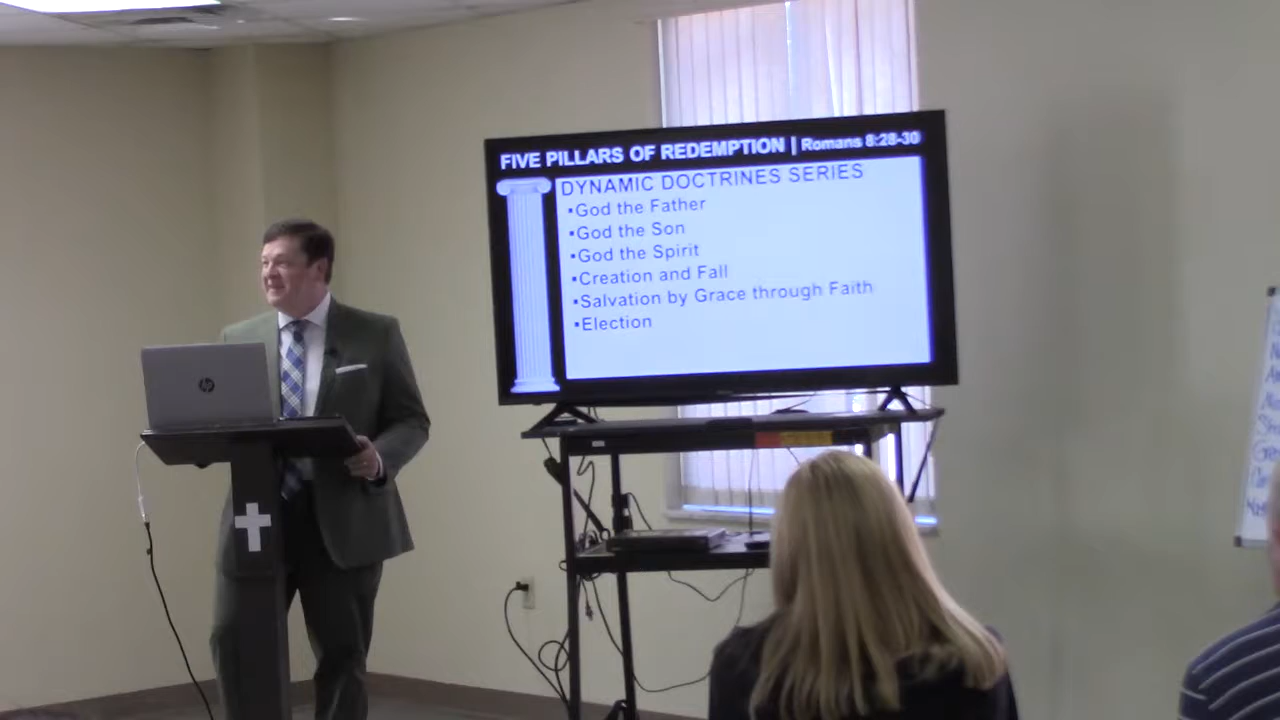 FIVE PILLARS OF REDEMPTION | Romans 8:28-30
DYNAMIC DOCTRINES SERIES
▪God the Father
▪God the Son
▪God the Spirit
▪Creation and Fall
▪Salvation by Grace through Faith
▪Election
hp